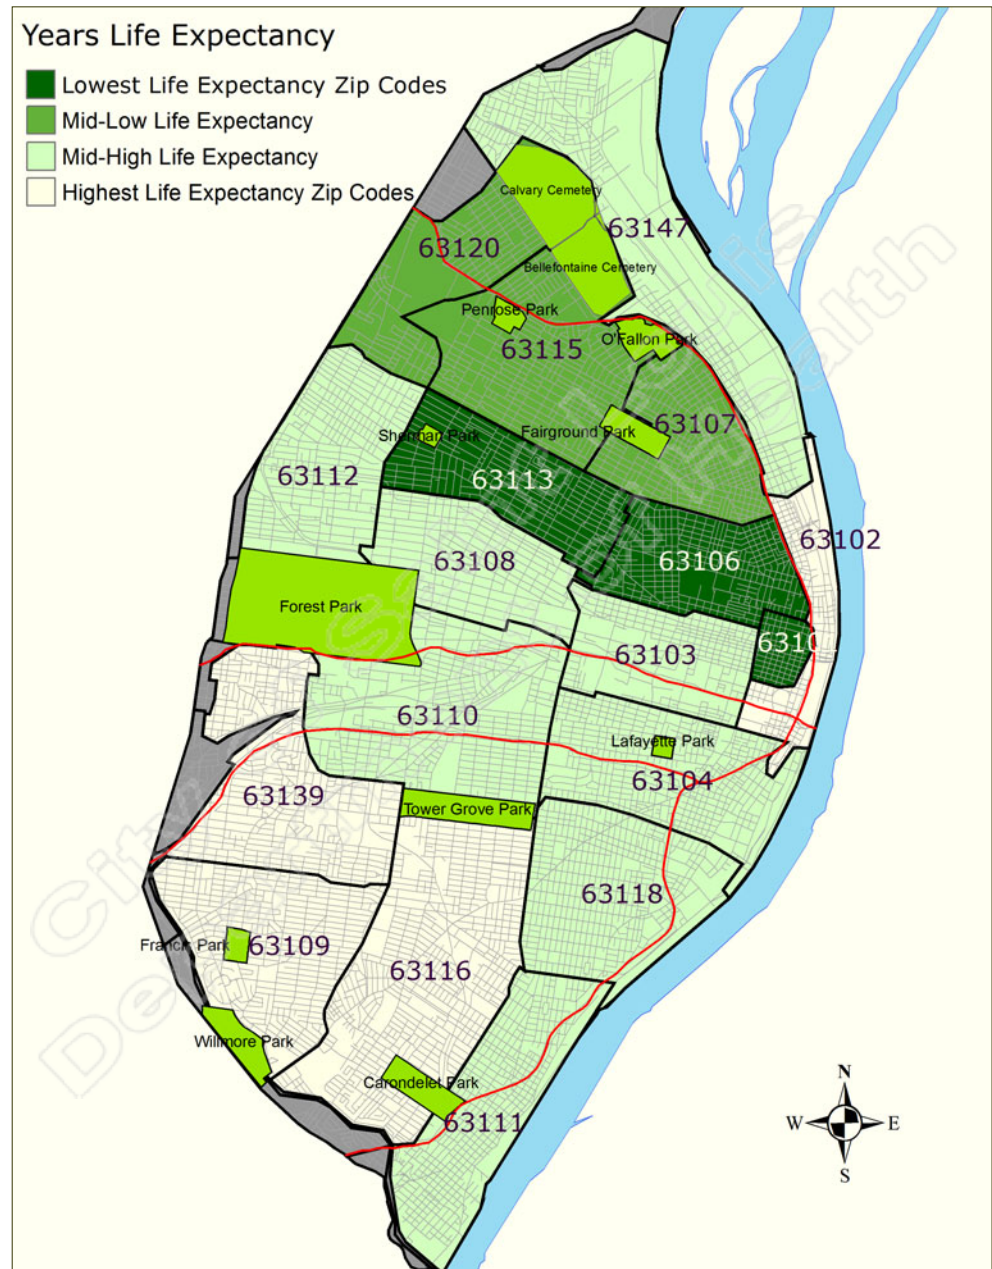 Years Life Expectancy
Lowest Life Expectancy Zip Codes
Mid-Low Life Expectancy
Mid-High Life Expectancy
Highest Life Expectancy Zip Codes
Calvary Cemetery
63147
63120
Bellefontaine Cemetery
Penrose Park
O'Fallon Park
63115
63107
Fairground Park
Sherman Park
63112
63113
63102
63108
63106
Forest Park
63101
63103
63110
Lafayette Park
63104
63139
Tower Grove Park
63118
Francis Park
63109
63116
Willmore Park
Carondelet Park
63111
N
W
E
S